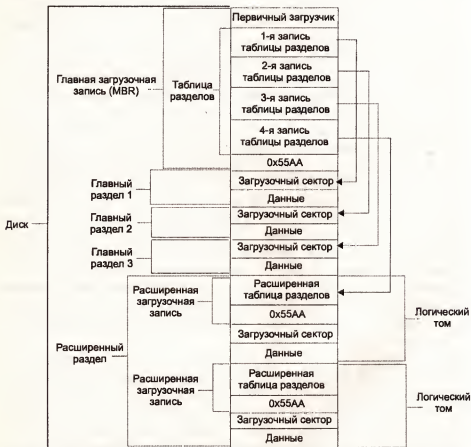 Первичный загрузчик
1-я запись
таблицы разделов
2-я запись
таблицы разделов
3-я запись
таблицы разделов
4-я запись
таблицы разделов
0x55AA
Главная загрузочная
запись (MBR)
Таблица
разделов
Загрузочный сектор
Данные
Главный
раздел 1
Загрузочный сектор
Данные
Главный
раздел 2
Загрузочный сектор
Данные
Главный
раздел 3
Диск
Расширенная
таблица разделов
0x55AA
Загрузочный сектор
Данные
Расширенная
загрузочная
запись
Логический
том
Расширенный
раздел
Расширенная
таблица разделов
0x55AA
Загрузочный сектор
Данные
Расширенная
загрузочная
запись
Логический
том